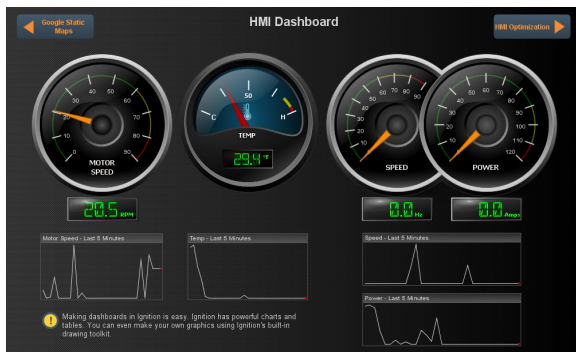 Google Static
Maps
HMI Dashboard
HMI Optimization
0
10
20
30
40
50
60
70
80
90
MOTOR
SPEED
20.5 RPM
C
50
H
TEMP
29.4 °F
10
20
30
40
50
60
70
80
90
SPEED
0.0 Hz
10
20
30
40
50
60
70
80
90
100
110
120
POWER
0.0 Amps
Motor Speed - Last 5 Minutes
Temp - Last 5 Minutes
Speed - Last 5 Minutes
Power - Last 5 Minutes
! Making dashboards in Ignition is easy. Ignition has powerful charts and
tables. You can even make your own graphics using Ignition's built-in
drawing toolkit.